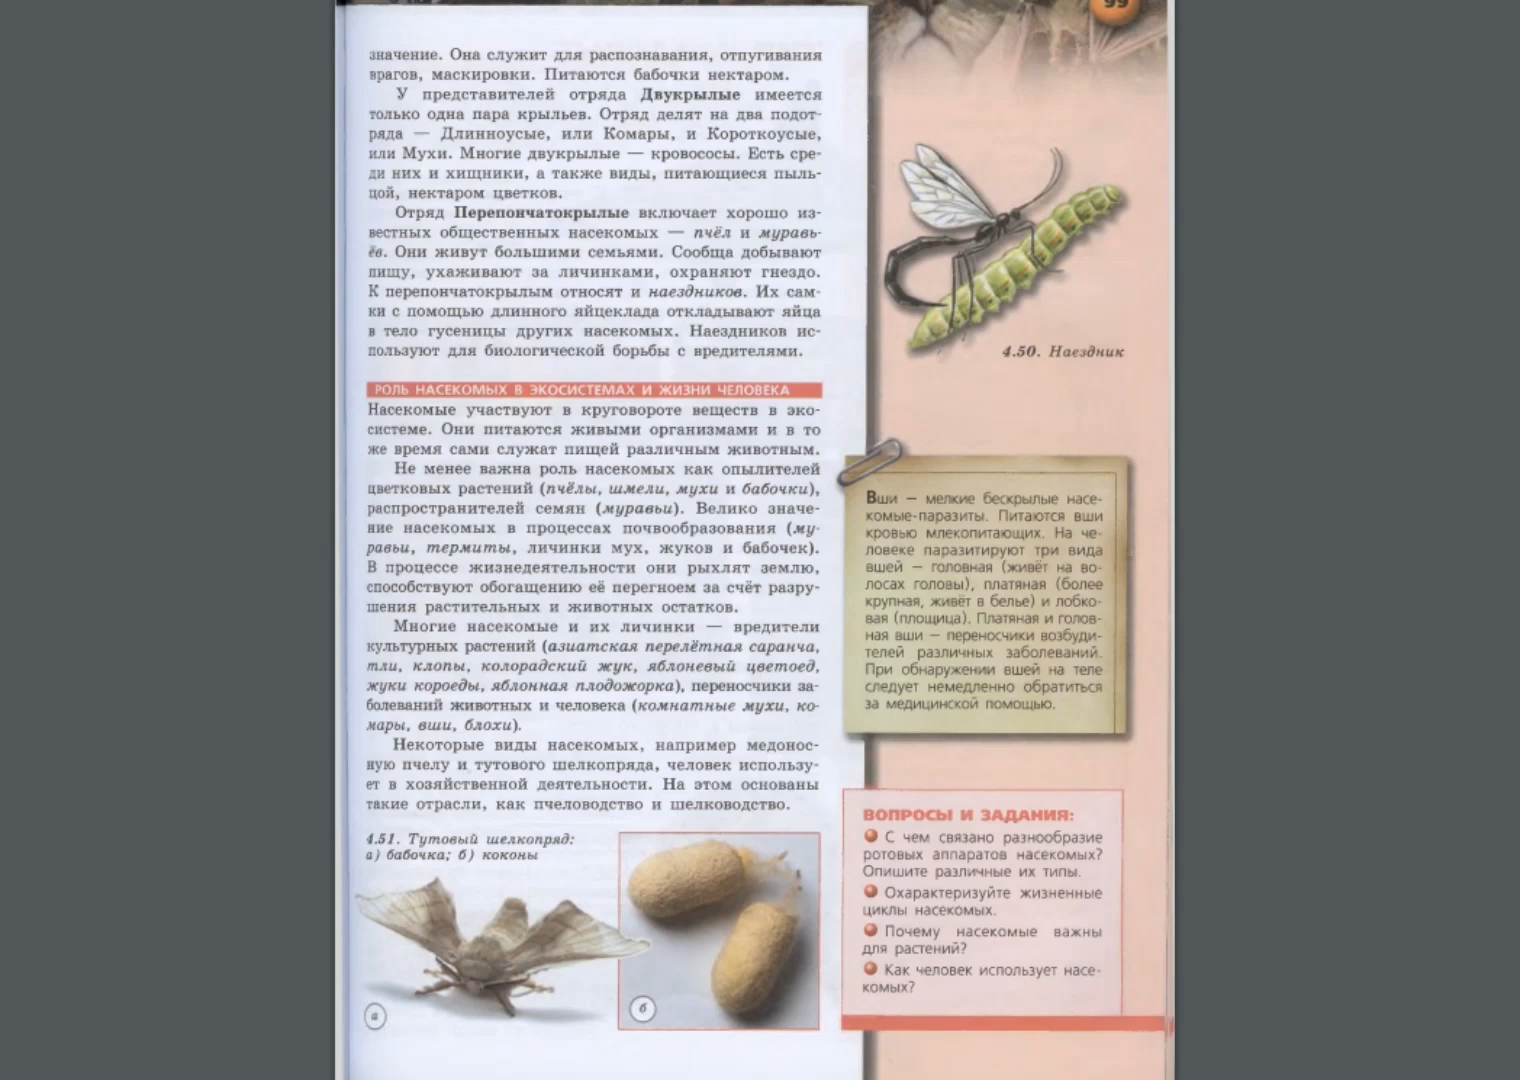 99
значение. Она служит для распознавания, отпугивания
врагов, маскировки. Питаются бабочки нектаром.
У представителей отряда Двукрылые имеется
только одна пара крыльев. Отряд делят на два подот-
ряда — Длинноусые, или Комары, и Короткоусые,
или Мухи. Многие двукрылые — кровососы. Есть сре-
ди них и хищники, а также виды, питающиеся пыль-
цой, нектаром цветков.
Отряд Перепончатокрылые включает хорошо из-
вестных общественных насекомых — пчёл и муравь-
ёв. Они живут большими семьями. Сообща добывают
пищу, ухаживают за личинками, охраняют гнездо.
К перепончатокрылым относят и наездников. Их сам-
ки с помощью длинного яйцеклада откладывают яйца
в тело гусеницы других насекомых. Наездников ис-
пользуют для биологической борьбы с вредителями.
РОЛЬ НАСЕКОМЫХ В ЭКОСИСТЕМАХ И ЖИЗНИ ЧЕЛОВЕКА
Насекомые участвуют в круговороте веществ в эко-
системе. Они питаются живыми организмами и в то
же время сами служат пищей различным животным.
Не менее важна роль насекомых как опылителей
цветковых растений (пчёлы, шмели, мухи и бабочки),
распространителей семян (муравьи). Велико значе-
ние насекомых в процессах почвообразования (му-
равьи, термиты, личинки мух, жуков и бабочек).
В процессе жизнедеятельности они рыхлят землю,
способствуют обогащению её перегноем за счёт разру-
шения растительных и животных остатков.
Многие насекомые и их личинки — вредители
культурных растений (азиатская перелётная саранча,
тли, клопы, колорадский жук, яблоневый цветоед,
жуки короеды, яблонная плодожорка), переносчики за-
болеваний животных и человека (комнатные мухи, ко-
мары, вши, блохи).
Некоторые виды насекомых, например медонос-
ную пчелу и тутового шелкопряда, человек использу-
ет в хозяйственной деятельности. На этом основаны
такие отрасли, как пчеловодство и шелководство.
4.51. Тутовый шелкопряд:
а) бабочка; б) коконы
а
б
4.50. Наездник
Вши — мелкие бескрылые насе-
комые-паразиты. Питаются вши
кровью млекопитающих. На че-
ловеке паразитируют три вида
вшей — головная (живёт на во-
лосах головы), платяная (более
крупная, живёт в белье) и лобко-
вая (площица). Платяная и голов-
ная вши — переносчики возбуди-
телей различных заболеваний.
При обнаружении вшей на теле
следует немедленно обратиться
за медицинской помощью.
ВОПРОСЫ И ЗАДАНИЯ:
С чем связано разнообразие
ротовых аппаратов насекомых?
Опишите различные их типы.
Охарактеризуйте жизненные
циклы насекомых.
Почему насекомые важны
для растений?
Как человек использует насе-
комых?